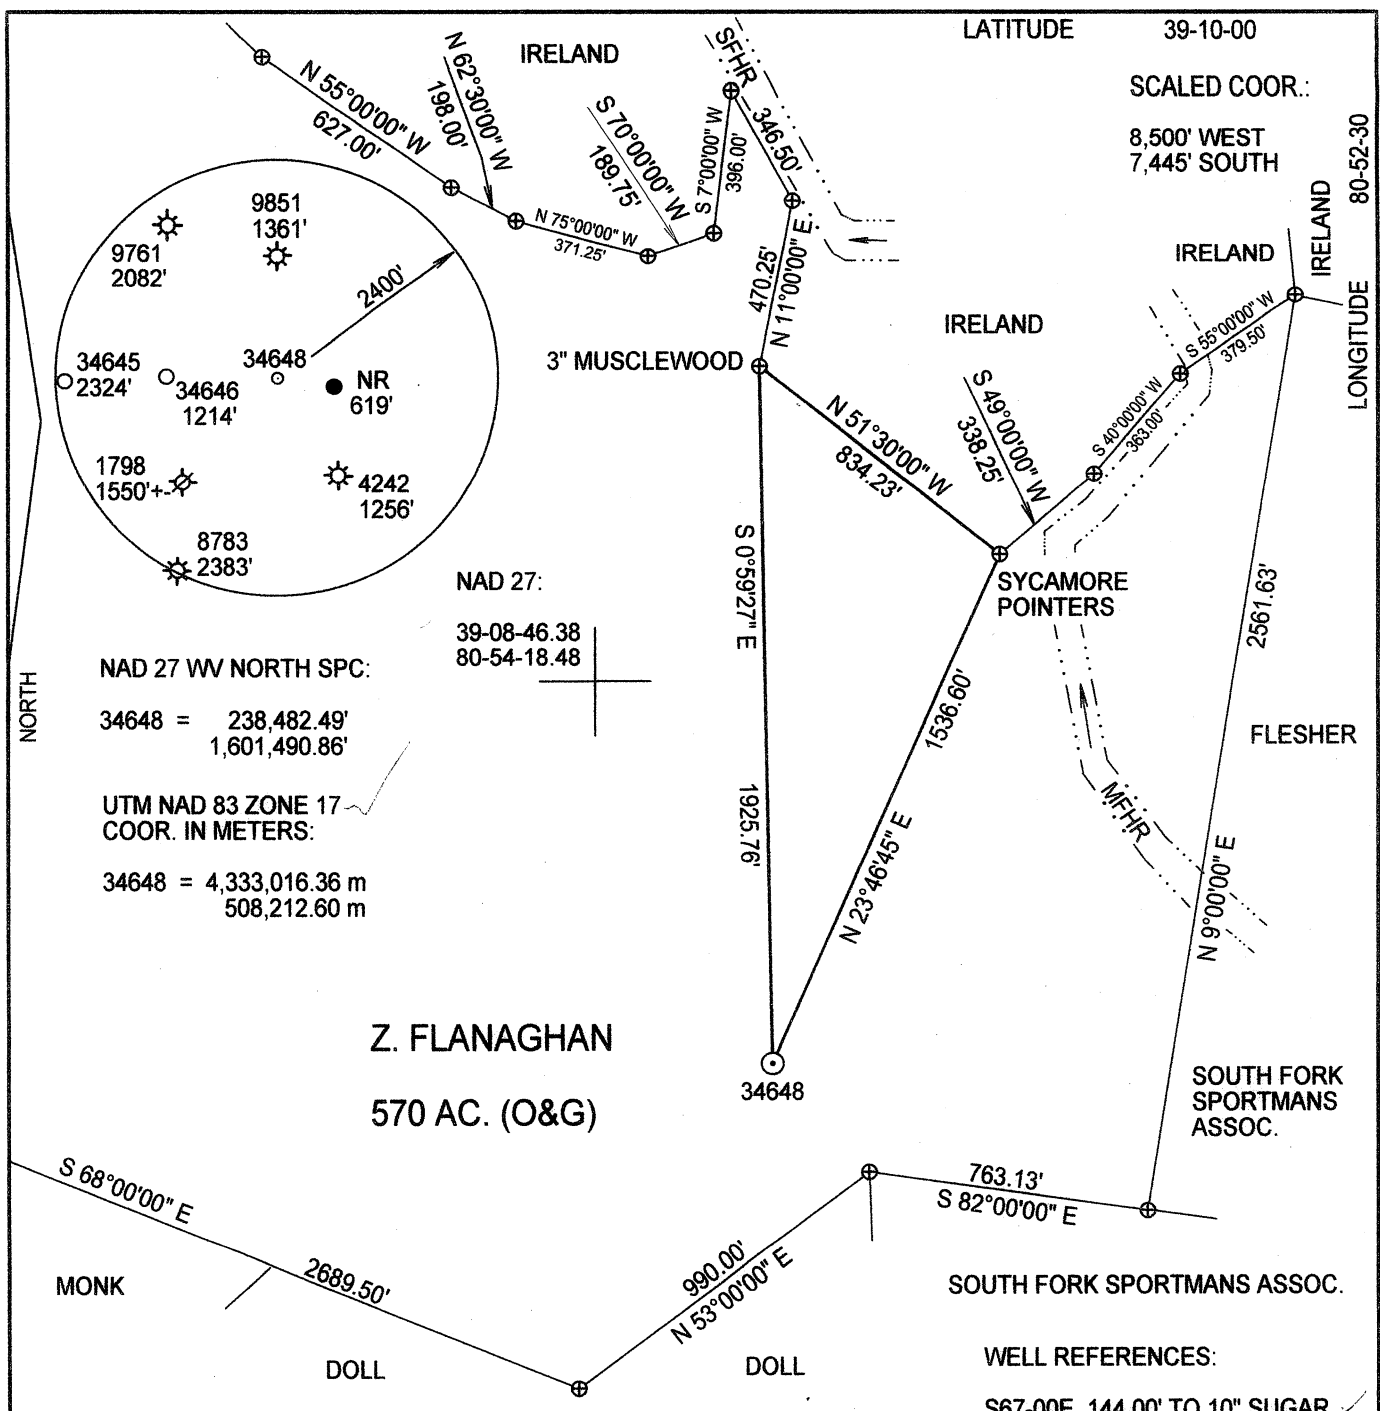 LATITUDE 39-10-00
IRELAND
SFHR
SCALED COOR.:
8,500' WEST
7,445' SOUTH
LONGITUDE 80-52-30
N 55°00'00" W
627.00'
N 62°30'00" W
198.00'
N 75°00'00" W
371.25'
S 70°00'00" W
189.75'
S 7°00'00" W
396.00'
346.50'
470.25'
N 11°00'00" E
IRELAND
IRELAND
IRELAND
S 55°00'00" W
379.50'
S 40°00'00" W
363.00'
S 49°00'00" W
338.25'
3" MUSCLEWOOD
N 51°30'00" W
834.23'
9851
1361'
9761
2082'
2400'
34645
2324'
34646
1214'
34648
NR
619'
1798
1550'+-
4242
1256'
8783
2383'
NAD 27:
39-08-46.38
80-54-18.48
SYCAMORE
POINTERS
S 0°59'27" E
1925.76'
1536.60'
N 23°46'45" E
2561.63'
N 9°00'00" E
FLESHER
MFHR
NORTH
NAD 27 WV NORTH SPC:
34648 = 238,482.49'
1,601,490.86'
UTM NAD 83 ZONE 17
COOR. IN METERS:
34648 = 4,333,016.36 m
508,212.60 m
Z. FLANAGHAN
570 AC. (O&G)
34648
SOUTH FORK
SPORTMANS
ASSOC.
S 68°00'00" E
2689.50'
990.00'
N 53°00'00" E
763.13'
S 82°00'00" E
MONK
DOLL
DOLL
SOUTH FORK SPORTMANS ASSOC.
WELL REFERENCES:
S67-00E, 144.00' TO 10" SUGAR